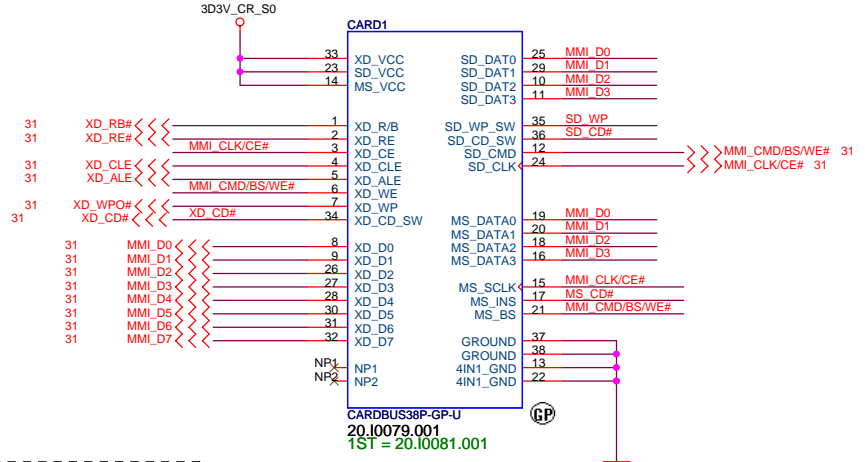 3D3V_CR_S0
CARD1
33 XD_VCC SD_DAT0 25 MMI_D0
23 SD_VCC SD_DAT1 29 MMI_D1
14 MS_VCC SD_DAT2 10 MMI_D2
SD_DAT3 11 MMI_D3
31 XD_RB# 1 XD_R/B SD_WP_SW 35 SD_WP
31 XD_RE# 2 XD_RE SD_CD_SW 36 SD_CD#
MMI_CLK/CE# 3 XD_CE SD_CMD 12 MMI_CMD/BS/WE# 31
31 XD_CLE 4 XD_CLE SD_CLK 24 MMI_CLK/CE# 31
31 XD_ALE 5 XD_ALE
MMI_CMD/BS/WE# 6 XD_WE
31 XD_WPO# 7 XD_WP MS_DATA0 19 MMI_D0
31 XD_CD# XD_CD# 34 XD_CD_SW MS_DATA1 20 MMI_D1
31 MMI_D0 8 XD_D0 MS_DATA2 18 MMI_D2
31 MMI_D1 9 XD_D1 MS_DATA3 16 MMI_D3
31 MMI_D2 26 XD_D2
31 MMI_D3 27 XD_D3 MS_SCLK 15 MMI_CLK/CE#
31 MMI_D4 28 XD_D4 MS_INS 17 MS_CD#
31 MMI_D5 30 XD_D5 MS_BS 21 MMI_CMD/BS/WE#
31 MMI_D6 31 XD_D6
31 MMI_D7 32 XD_D7 GROUND 37
GROUND 38
NP1 NP1 4IN1_GND 13
NP2 NP2 4IN1_GND 22
CARDBUS38P-GP-U
GP
20.I0079.001
1ST = 20.I0081.001